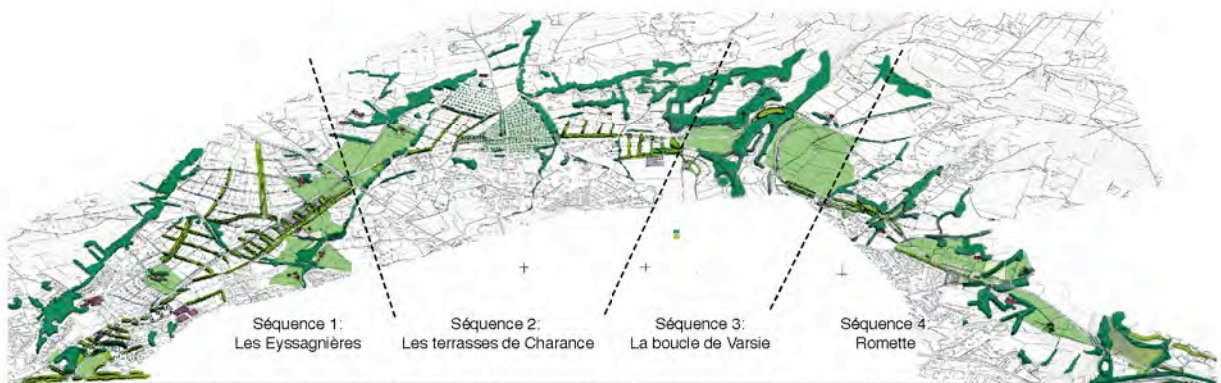 Séquence 1:
Les Eyssagnières
Séquence 2:
Les terrasses de Charance
Séquence 3:
La boucle de Varsie
Séquence 4:
Romette